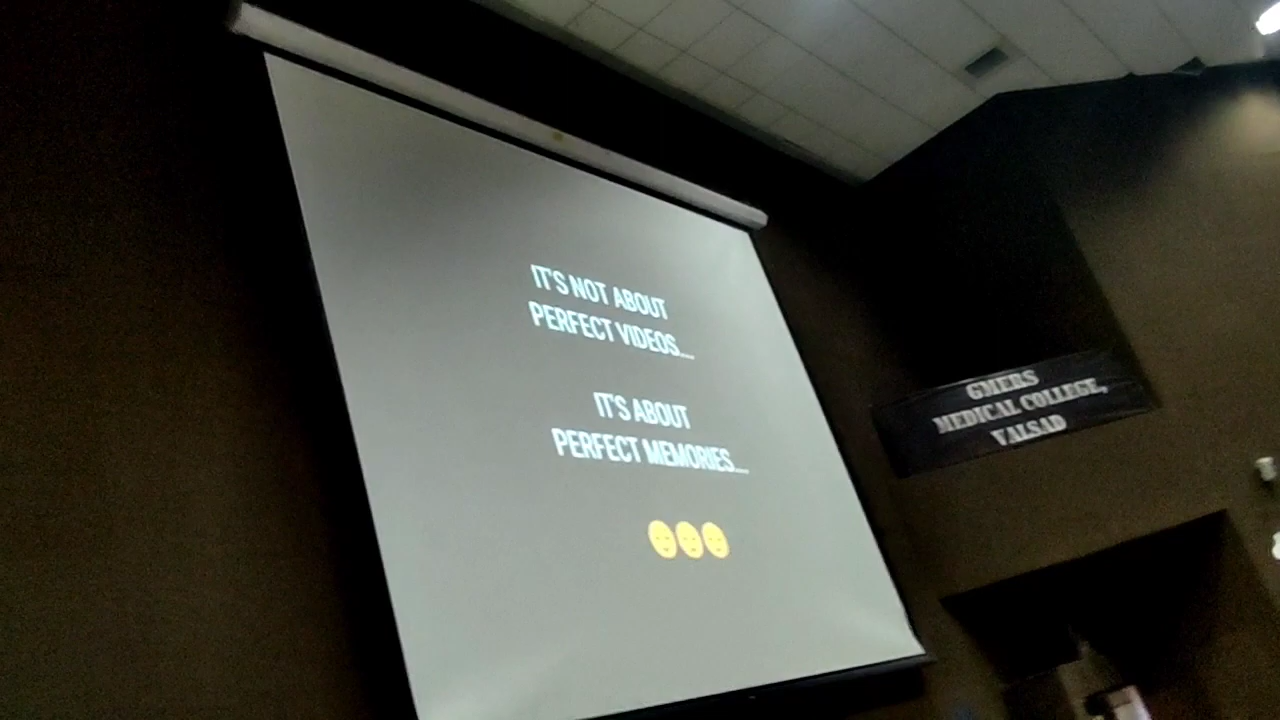 IT'S NOT ABOUT
PERFECT VIDEOS....
IT'S ABOUT
PERFECT MEMORIES....
GMERS
MEDICAL COLLEGE,
VALSAD